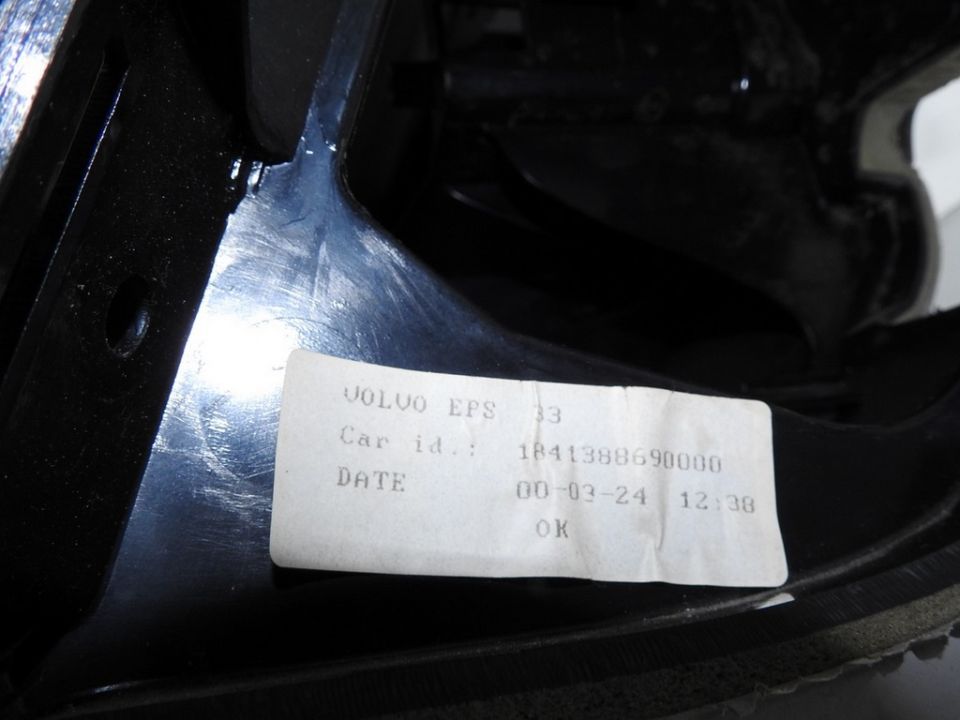 VOLVO EPS 33
Car id.: 1841388690000
DATE 00-03-24 12:38
OK